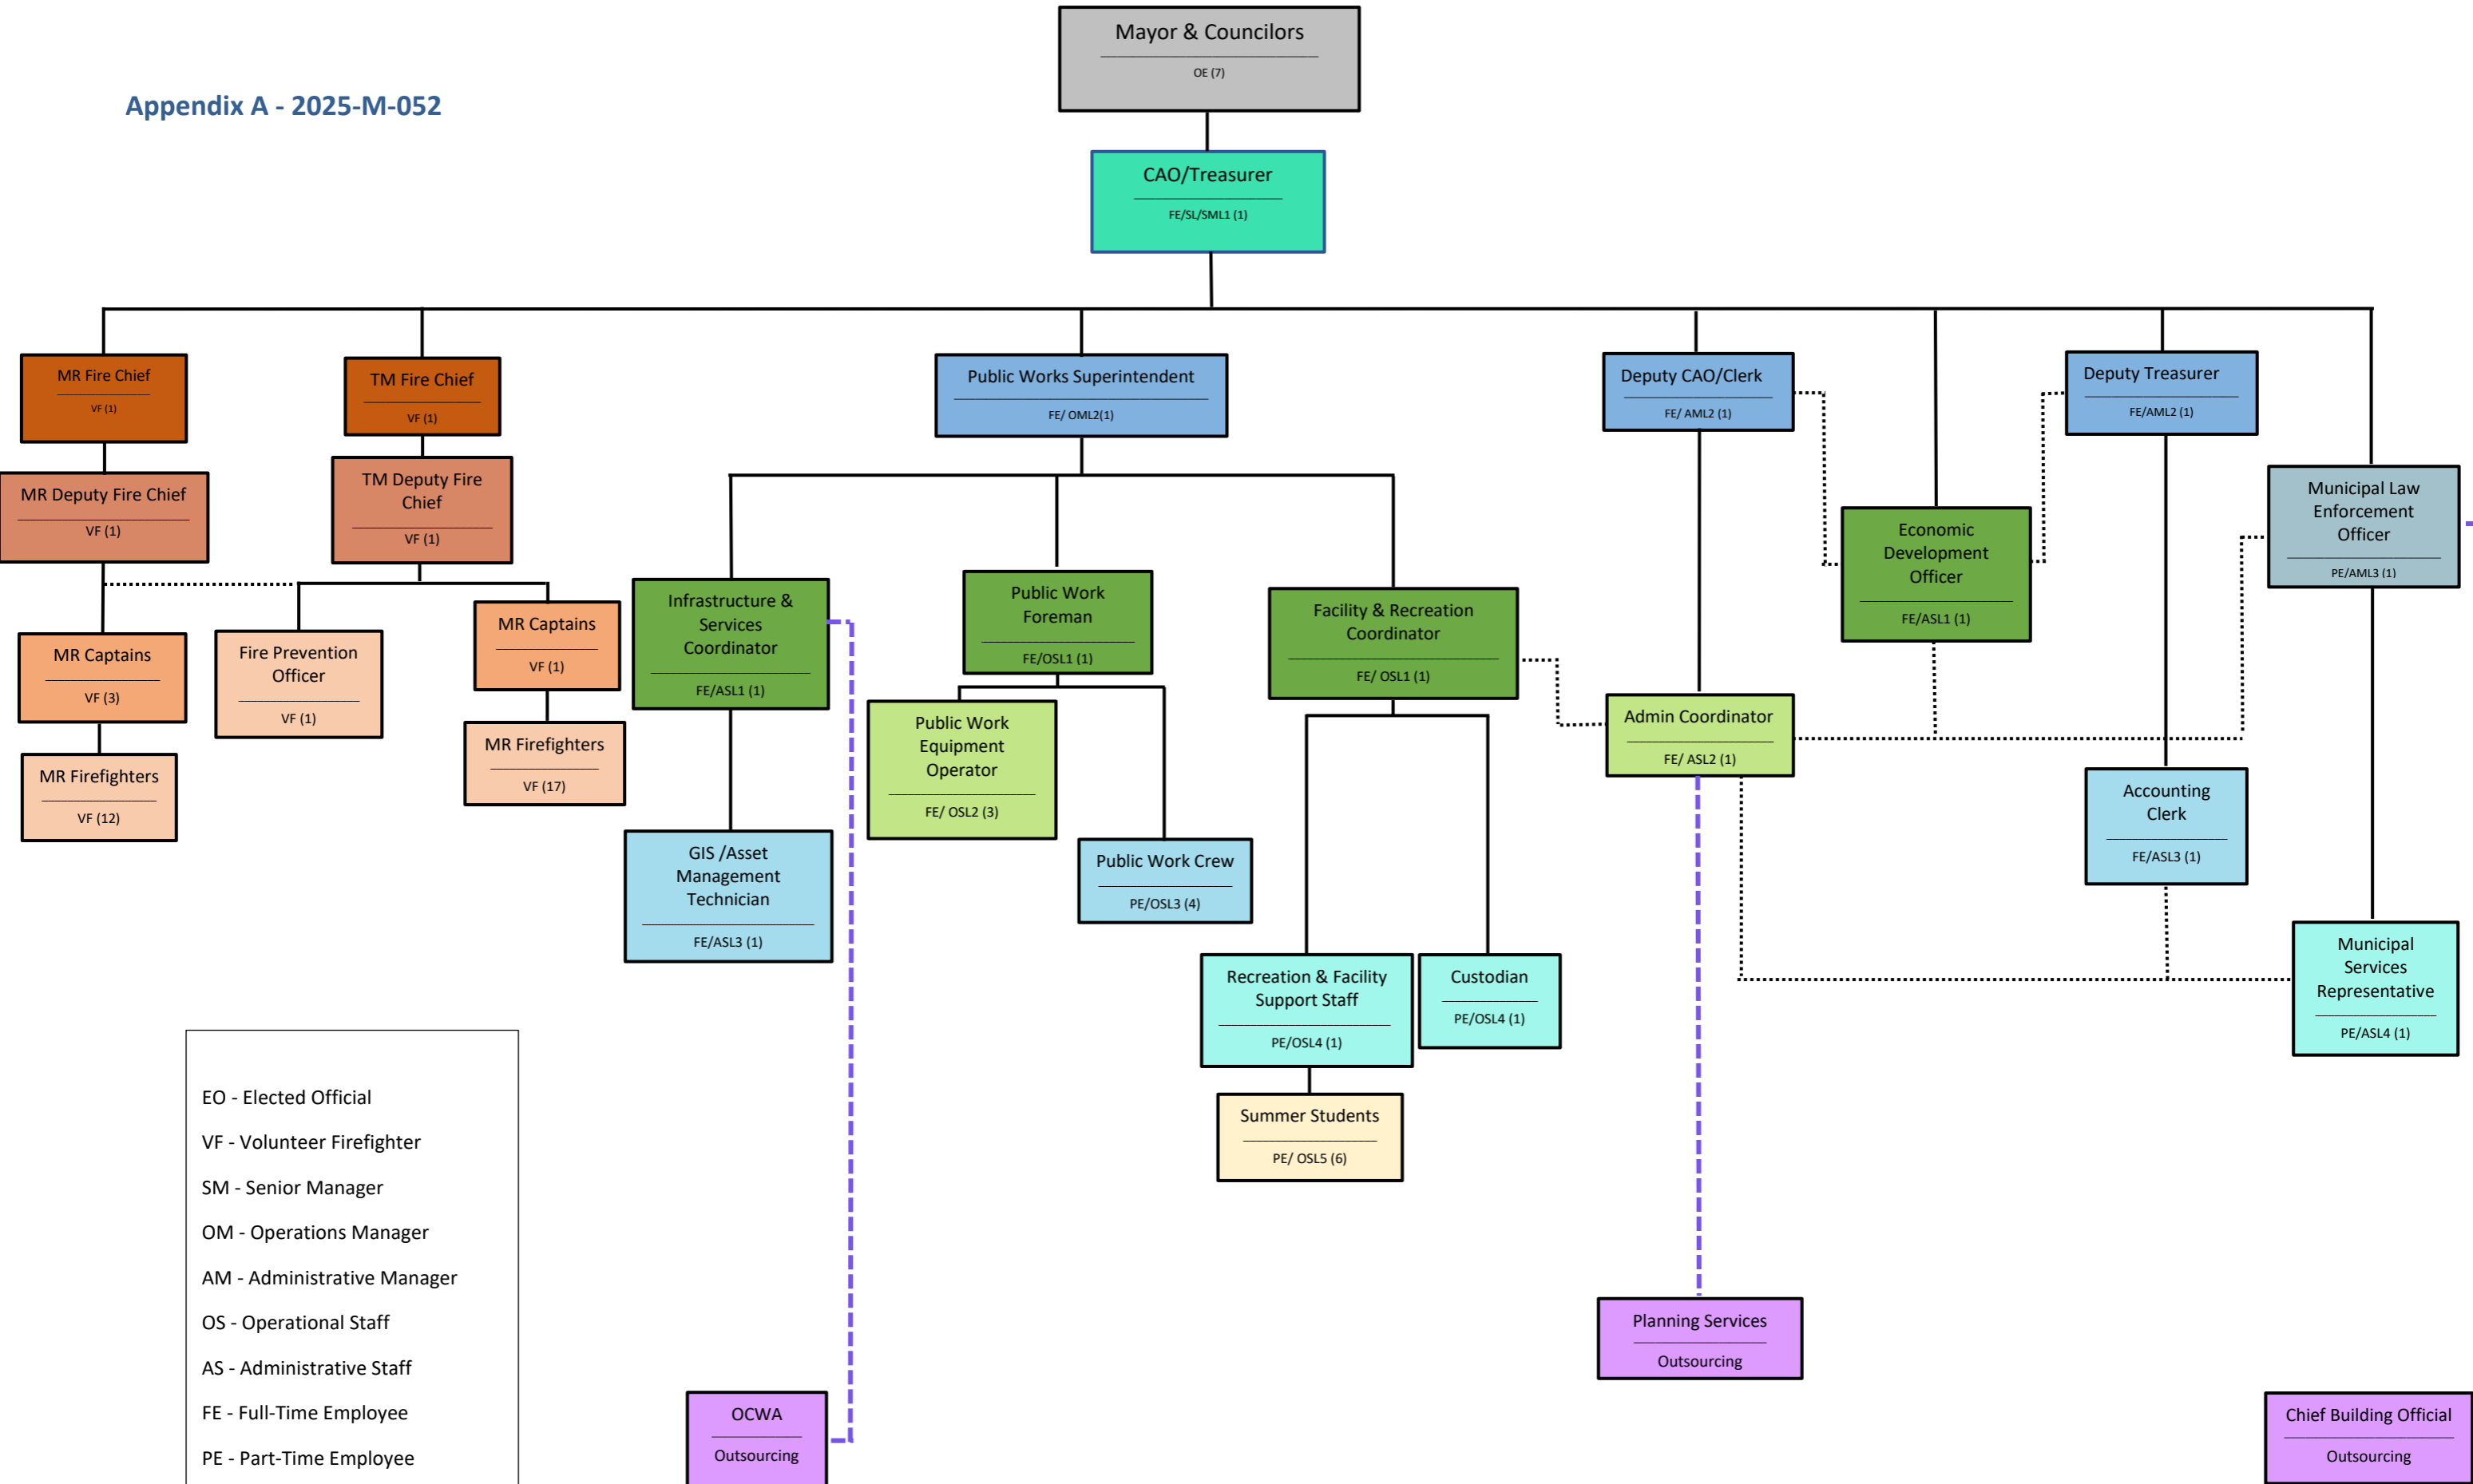 Appendix A - 2025-M-052
Mayor & Councilors
OE (7)
CAO/Treasurer
FE/SL/SML1 (1)
MR Fire Chief
VF (1)
TM Fire Chief
VF (1)
Public Works Superintendent
FE/ OML2(1)
Deputy CAO/Clerk
FE/ AML2 (1)
Deputy Treasurer
FE/AML2 (1)
MR Deputy Fire Chief
VF (1)
TM Deputy Fire
Chief
VF (1)
Municipal Law
Enforcement
Officer
PE/AML3 (1)
Economic
Development
Officer
FE/ASL1 (1)
MR Captains
VF (3)
Fire Prevention
Officer
VF (1)
MR Captains
VF (1)
Infrastructure &
Services
Coordinator
FE/ASL1 (1)
Public Work
Foreman
FE/OSL1 (1)
Facility & Recreation
Coordinator
FE/ OSL1 (1)
MR Firefighters
VF (12)
MR Firefighters
VF (17)
Public Work
Equipment
Operator
FE/ OSL2 (3)
Admin Coordinator
FE/ ASL2 (1)
Accounting
Clerk
FE/ASL3 (1)
GIS /Asset
Management
Technician
FE/ASL3 (1)
Public Work Crew
PE/OSL3 (4)
Recreation & Facility
Support Staff
PE/OSL4 (1)
Custodian
PE/OSL4 (1)
Municipal
Services
Representative
PE/ASL4 (1)
Summer Students
PE/ OSL5 (6)
EO - Elected Official
VF - Volunteer Firefighter
SM - Senior Manager
OM - Operations Manager
AM - Administrative Manager
OS - Operational Staff
AS - Administrative Staff
FE - Full-Time Employee
PE - Part-Time Employee
Planning Services
Outsourcing
OCWA
Outsourcing
Chief Building Official
Outsourcing